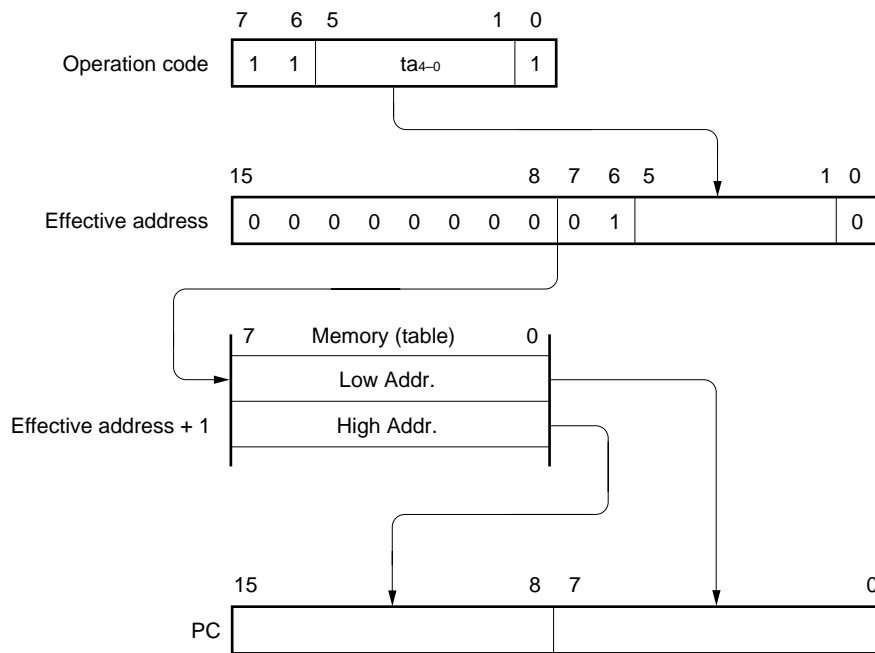 7 6 5 1 0
Operation code 1 1 ta4–0 1
15 8 7 6 5 1 0
Effective address 0 0 0 0 0 0 0 0 0 1 0
7 Memory (table) 0
Low Addr.
Effective address + 1 High Addr.
15 8 7 0
PC